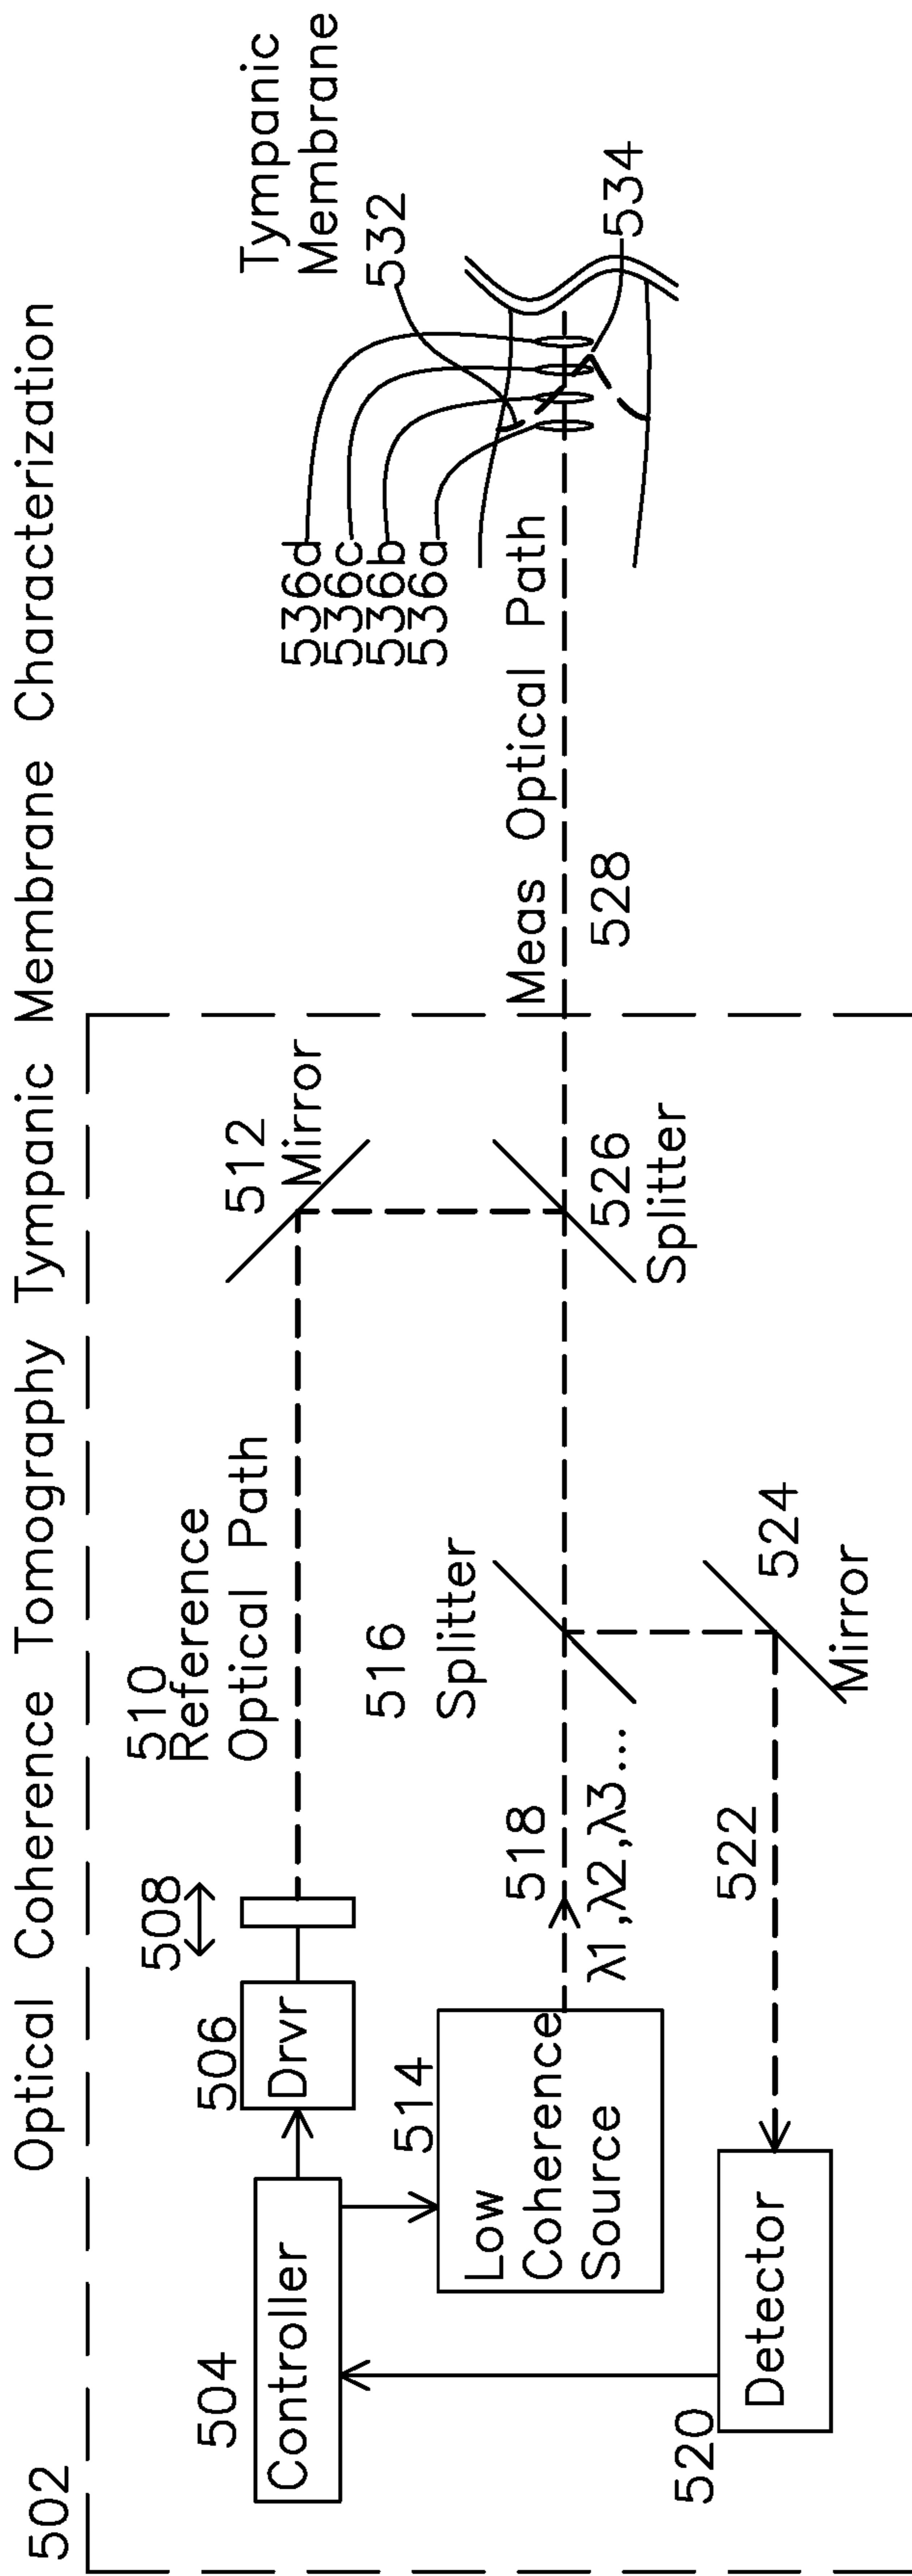 Optical Coherence Tomography Tympanic Membrane Characterization
502
504
Controller
506
Drvr
508
510
Reference
Optical Path
512
Mirror
514
Low
Coherence
Source
516
Splitter
518
λ1,λ2,λ3...
520
Detector
522
524
Mirror
526
Splitter
Meas Optical Path
528
536d
536c
536b
536a
Tympanic
Membrane
532
534